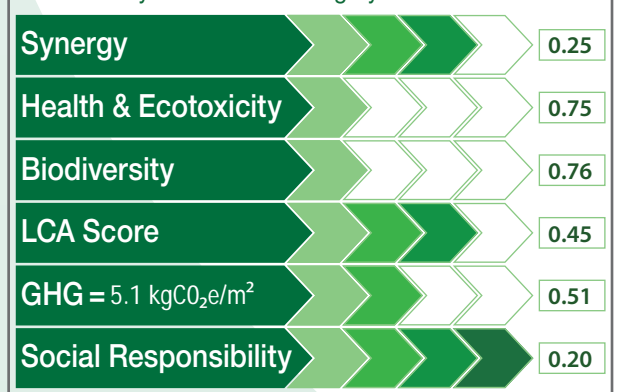 Synergy 0.25
Health & Ecotoxicity 0.75
Biodiversity 0.76
LCA Score 0.45
GHG = 5.1 kgC0₂e/m² 0.51
Social Responsibility 0.20